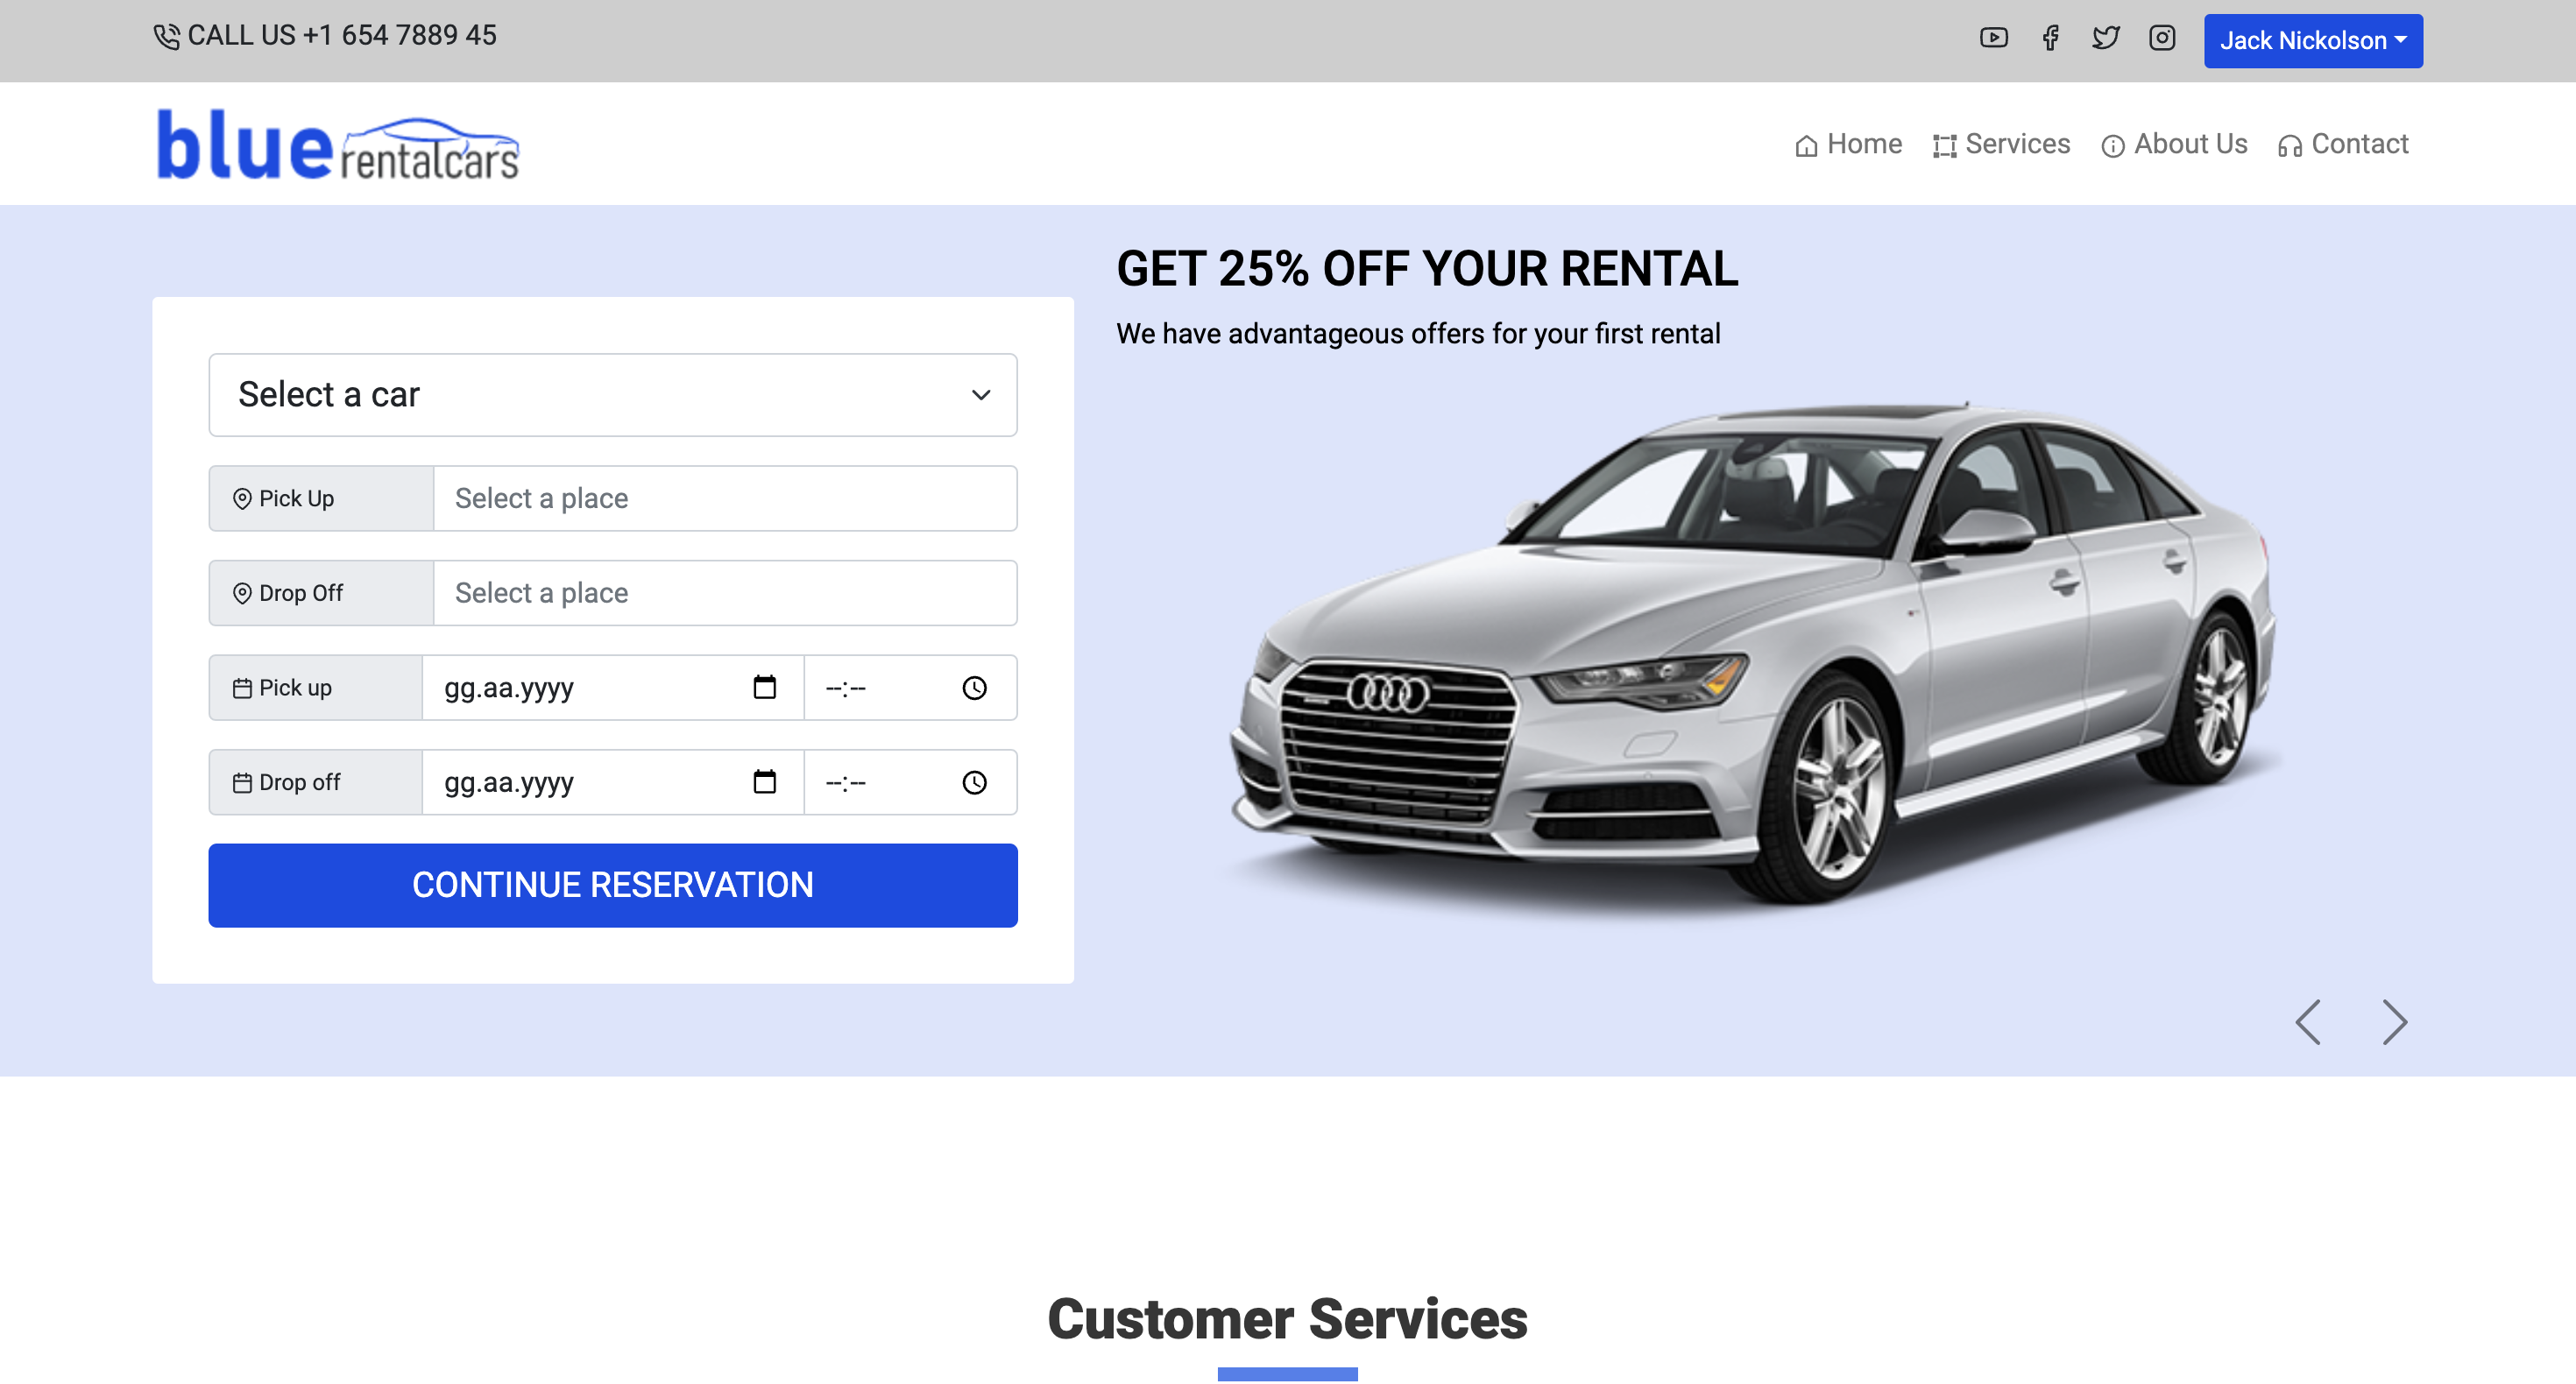 CALL US +1 654 7889 45
Jack Nickolson
blue rentalcars
Home
Services
About Us
Contact
GET 25% OFF YOUR RENTAL
We have advantageous offers for your first rental
Select a car
Pick Up
Select a place
Drop Off
Select a place
Pick up
gg.aa.yyyy
--:--
Drop off
gg.aa.yyyy
--:--
CONTINUE RESERVATION
Customer Services